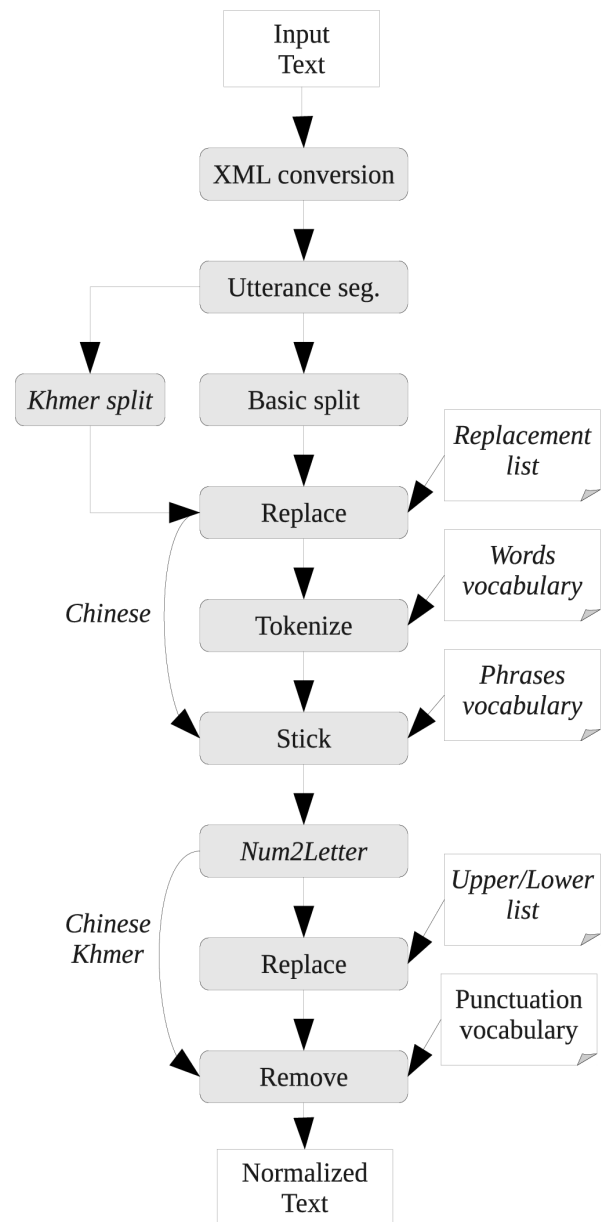 Input
Text
XML conversion
Utterance seg.
Khmer split
Basic split
Replacement
list
Replace
Words
vocabulary
Chinese
Tokenize
Phrases
vocabulary
Stick
Num2Letter
Upper/Lower
list
Chinese
Khmer
Replace
Punctuation
vocabulary
Remove
Normalized
Text